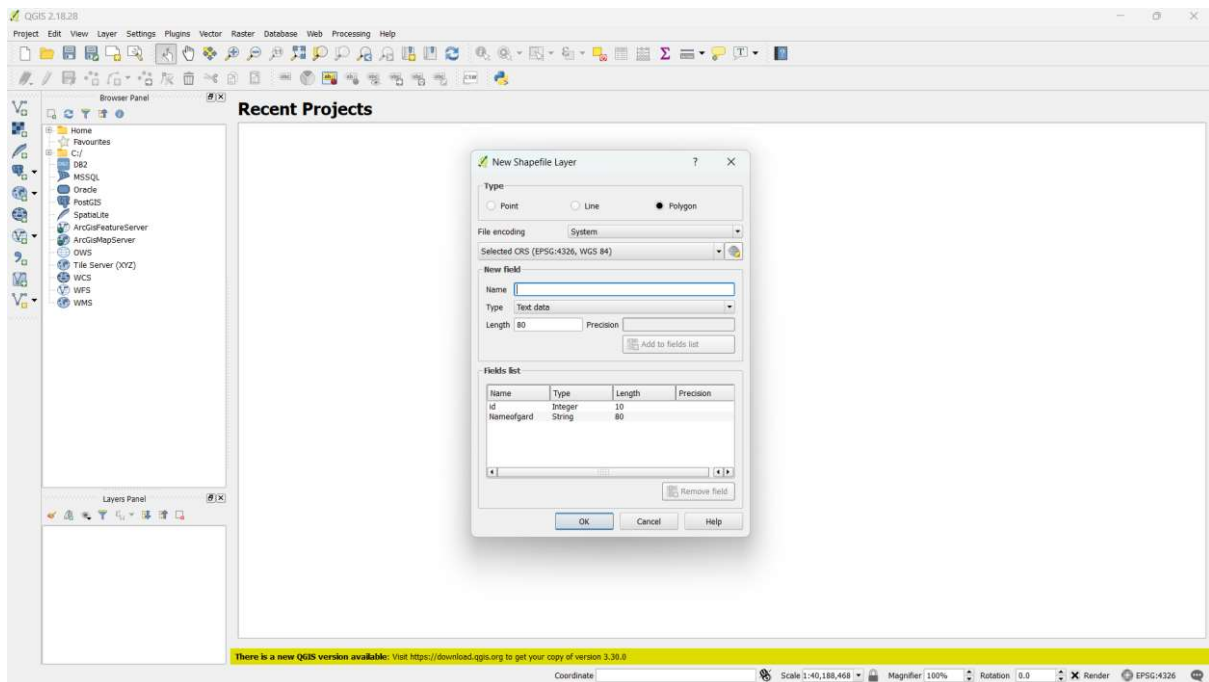 QGIS 2.18.28
Project Edit View Layer Settings Plugins Vector Raster Database Web Processing Help
Browser Panel
Recent Projects
Home
Favourites
C:/
DB2
MSSQL
Oracle
PostGIS
SpatiaLite
ArcGisFeatureServer
ArcGisMapServer
OWS
Tile Server (XYZ)
WCS
WFS
WMS
New Shapefile Layer ?
Type
Point Line Polygon
File encoding System
Selected CRS (EPSG:4326, WGS 84)
New field
Name
Type Text data
Length 80 Precision
Add to fields list
Fields list
Name Type Length Precision
id Integer 10
Nameofgard String 80
Remove field
OK Cancel Help
Layers Panel
There is a new QGIS version available: Visit https://download.qgis.org to get your copy of version 3.30.0
Coordinate Scale 1:40,188,468 Magnifier 100% Rotation 0.0 Render EPSG:4326